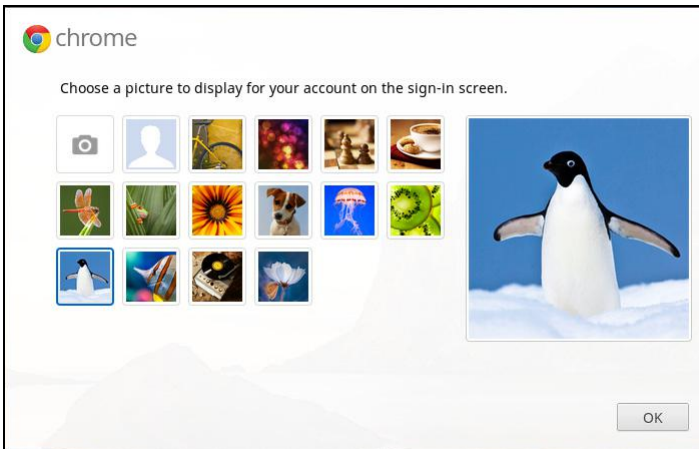 chrome
Choose a picture to display for your account on the sign-in screen.
OK